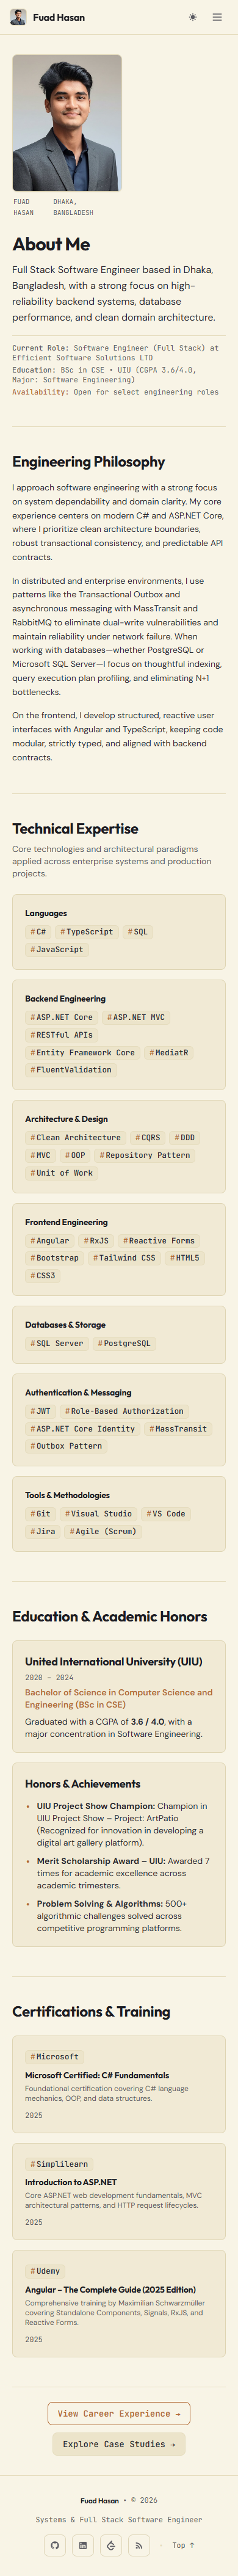 Fuad Hasan
FUAD HASAN
DHAKA, BANGLADESH
About Me
Full Stack Software Engineer based in Dhaka,
Bangladesh, with a strong focus on high-
reliability backend systems, database
performance, and clean domain architecture.
Current Role: Software Engineer (Full Stack) at
Efficient Software Solutions LTD
Education: BSc in CSE • UIU (CGPA 3.6/4.0,
Major: Software Engineering)
Availability: Open for select engineering roles
Engineering Philosophy
I approach software engineering with a strong focus
on system dependability and domain clarity. My core
experience centers on modern C# and ASP.NET Core,
where I prioritize clean architecture boundaries,
robust transactional consistency, and predictable API
contracts.
In distributed and enterprise environments, I use
patterns like the Transactional Outbox and
asynchronous messaging with MassTransit and
RabbitMQ to eliminate dual-write vulnerabilities and
maintain reliability under network failure. When
working with databases—whether PostgreSQL or
Microsoft SQL Server—I focus on thoughtful indexing,
query execution plan profiling, and eliminating N+1
bottlenecks.
On the frontend, I develop structured, reactive user
interfaces with Angular and TypeScript, keeping code
modular, strictly typed, and aligned with backend
contracts.
Technical Expertise
Core technologies and architectural paradigms
applied across enterprise systems and production
projects.
Languages
#C# #TypeScript #SQL
#JavaScript
Backend Engineering
#ASP.NET Core #ASP.NET MVC
#RESTful APIs
#Entity Framework Core #MediatR
#FluentValidation
Architecture & Design
#Clean Architecture #CQRS #DDD
#MVC #OOP #Repository Pattern
#Unit of Work
Frontend Engineering
#Angular #RxJS #Reactive Forms
#Bootstrap #Tailwind CSS #HTML5
#CSS3
Databases & Storage
#SQL Server #PostgreSQL
Authentication & Messaging
#JWT #Role-Based Authorization
#ASP.NET Core Identity #MassTransit
#Outbox Pattern
Tools & Methodologies
#Git #Visual Studio #VS Code
#Jira #Agile (Scrum)
Education & Academic Honors
United International University (UIU)
2020 – 2024
Bachelor of Science in Computer Science and
Engineering (BSc in CSE)
Graduated with a CGPA of 3.6 / 4.0, with a
major concentration in Software Engineering.
Honors & Achievements
• UIU Project Show Champion: Champion in
UIU Project Show – Project: ArtPatio
(Recognized for innovation in developing a
digital art gallery platform).
• Merit Scholarship Award – UIU: Awarded 7
times for academic excellence across
academic trimesters.
• Problem Solving & Algorithms: 500+
algorithmic challenges solved across
competitive programming platforms.
Certifications & Training
#Microsoft
Microsoft Certified: C# Fundamentals
Foundational certification covering C# language
mechanics, OOP, and data structures.
2025
#Simplilearn
Introduction to ASP.NET
Core ASP.NET web development fundamentals, MVC
architectural patterns, and HTTP request lifecycles.
2025
#Udemy
Angular – The Complete Guide (2025 Edition)
Comprehensive training by Maximilian Schwarzmüller
covering Standalone Components, Signals, RxJS, and
Reactive Forms.
2025
View Career Experience →
Explore Case Studies →
Fuad Hasan • © 2026
Systems & Full Stack Software Engineer
Top ↑